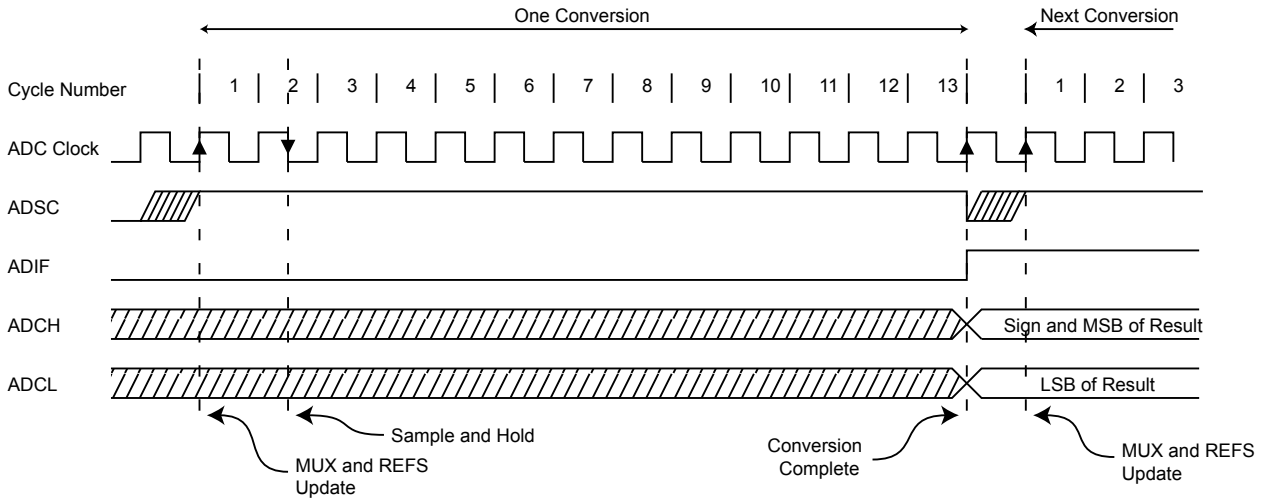 One Conversion
Next Conversion
Cycle Number
1 2 3 4 5 6 7 8 9 10 11 12 13 1 2 3
ADC Clock
ADSC
ADIF
ADCH
Sign and MSB of Result
ADCL
LSB of Result
Sample and Hold
MUX and REFS
Update
Conversion
Complete
MUX and REFS
Update